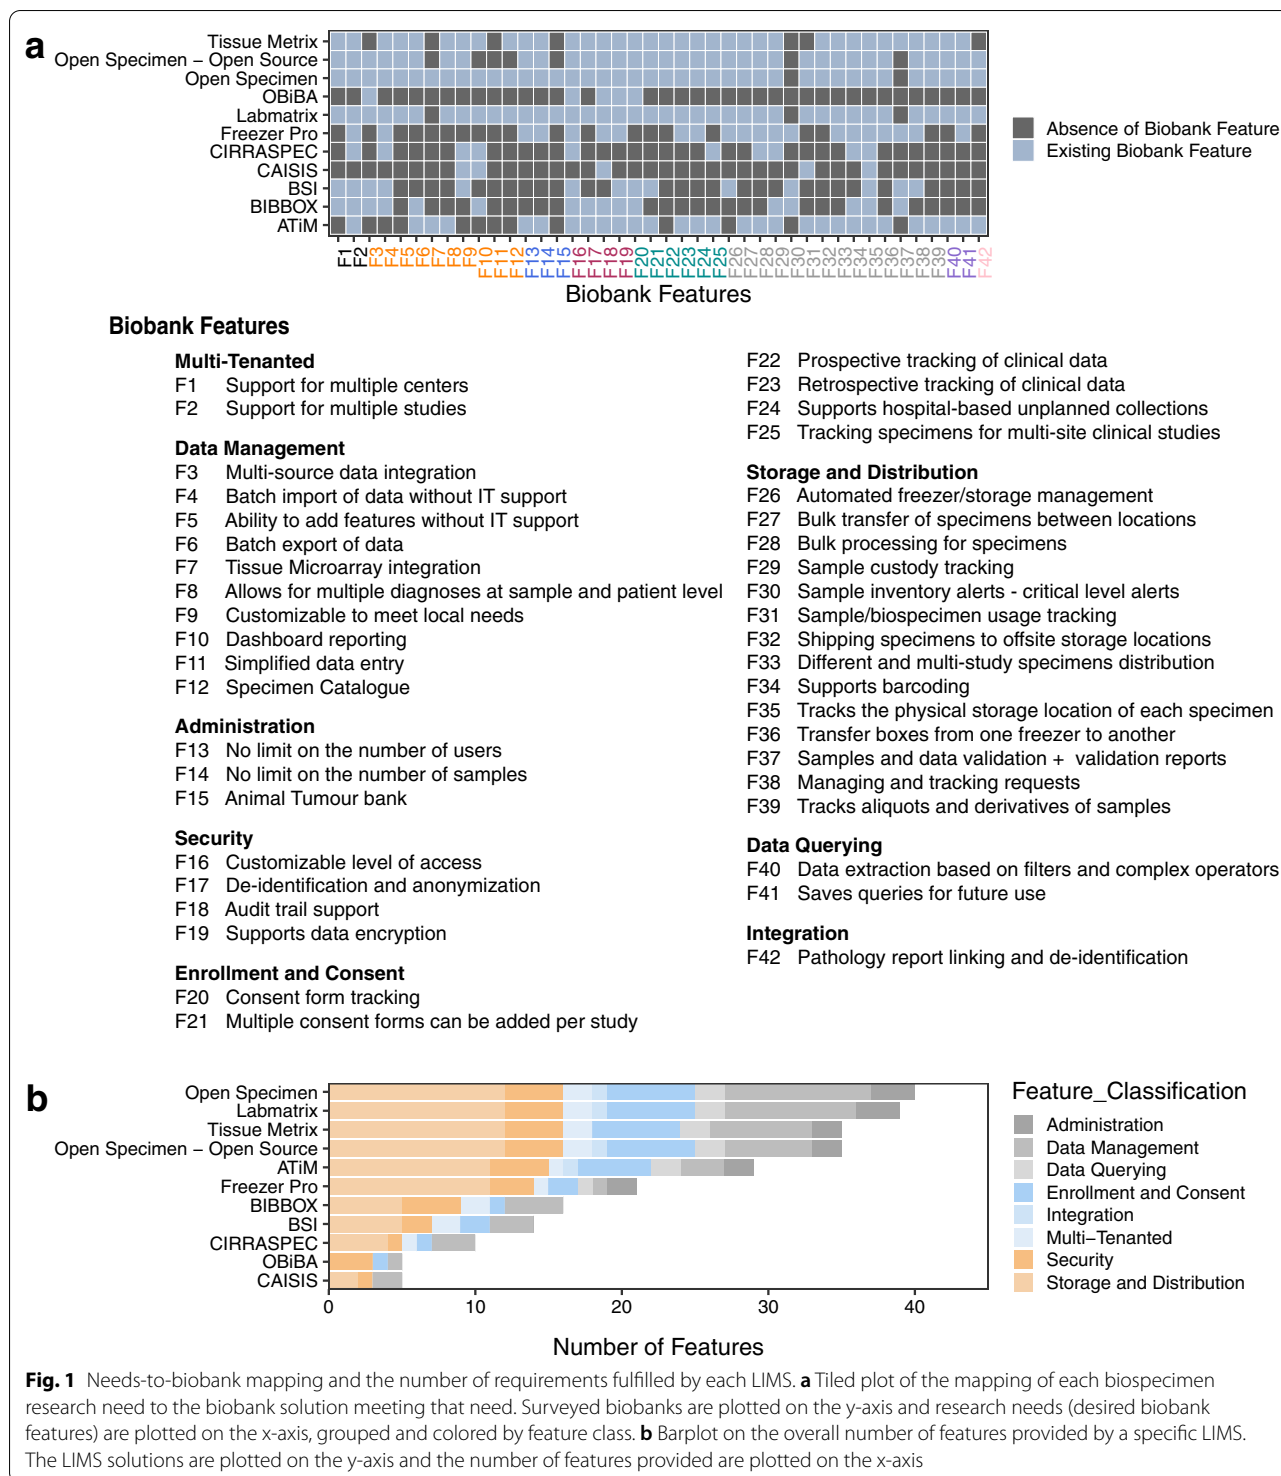 a
Tissue Metrix
Open Specimen – Open Source
Open Specimen
OBiBA
Labmatrix
Freezer Pro
CIRRASPEC
CAISIS
BSI
BIBBOX
ATiM
Absence of Biobank Feature
Existing Biobank Feature
F1 F2 F3 F4 F5 F6 F7 F8 F9 F10 F11 F12 F13 F14 F15 F16 F17 F18 F19 F20 F21 F22 F23 F24 F25 F26 F27 F28 F29 F30 F31 F32 F33 F34 F35 F36 F37 F38 F39 F40 F41 F42
Biobank Features
Biobank Features
Multi-Tenanted
F1 Support for multiple centers
F2 Support for multiple studies
Data Management
F3 Multi-source data integration
F4 Batch import of data without IT support
F5 Ability to add features without IT support
F6 Batch export of data
F7 Tissue Microarray integration
F8 Allows for multiple diagnoses at sample and patient level
F9 Customizable to meet local needs
F10 Dashboard reporting
F11 Simplified data entry
F12 Specimen Catalogue
Administration
F13 No limit on the number of users
F14 No limit on the number of samples
F15 Animal Tumour bank
Security
F16 Customizable level of access
F17 De-identification and anonymization
F18 Audit trail support
F19 Supports data encryption
Enrollment and Consent
F20 Consent form tracking
F21 Multiple consent forms can be added per study
F22 Prospective tracking of clinical data
F23 Retrospective tracking of clinical data
F24 Supports hospital-based unplanned collections
F25 Tracking specimens for multi-site clinical studies
Storage and Distribution
F26 Automated freezer/storage management
F27 Bulk transfer of specimens between locations
F28 Bulk processing for specimens
F29 Sample custody tracking
F30 Sample inventory alerts - critical level alerts
F31 Sample/biospecimen usage tracking
F32 Shipping specimens to offsite storage locations
F33 Different and multi-study specimens distribution
F34 Supports barcoding
F35 Tracks the physical storage location of each specimen
F36 Transfer boxes from one freezer to another
F37 Samples and data validation + validation reports
F38 Managing and tracking requests
F39 Tracks aliquots and derivatives of samples
Data Querying
F40 Data extraction based on filters and complex operators
F41 Saves queries for future use
Integration
F42 Pathology report linking and de-identification
b
Open Specimen
Labmatrix
Tissue Metrix
Open Specimen – Open Source
ATiM
Freezer Pro
BIBBOX
BSI
CIRRASPEC
OBiBA
CAISIS
0 10 20 30 40
Number of Features
Feature_Classification
Administration
Data Management
Data Querying
Enrollment and Consent
Integration
Multi–Tenanted
Security
Storage and Distribution
Fig. 1 Needs-to-biobank mapping and the number of requirements fulfilled by each LIMS. a Tiled plot of the mapping of each biospecimen
research need to the biobank solution meeting that need. Surveyed biobanks are plotted on the y-axis and research needs (desired biobank
features) are plotted on the x-axis, grouped and colored by feature class. b Barplot on the overall number of features provided by a specific LIMS.
The LIMS solutions are plotted on the y-axis and the number of features provided are plotted on the x-axis